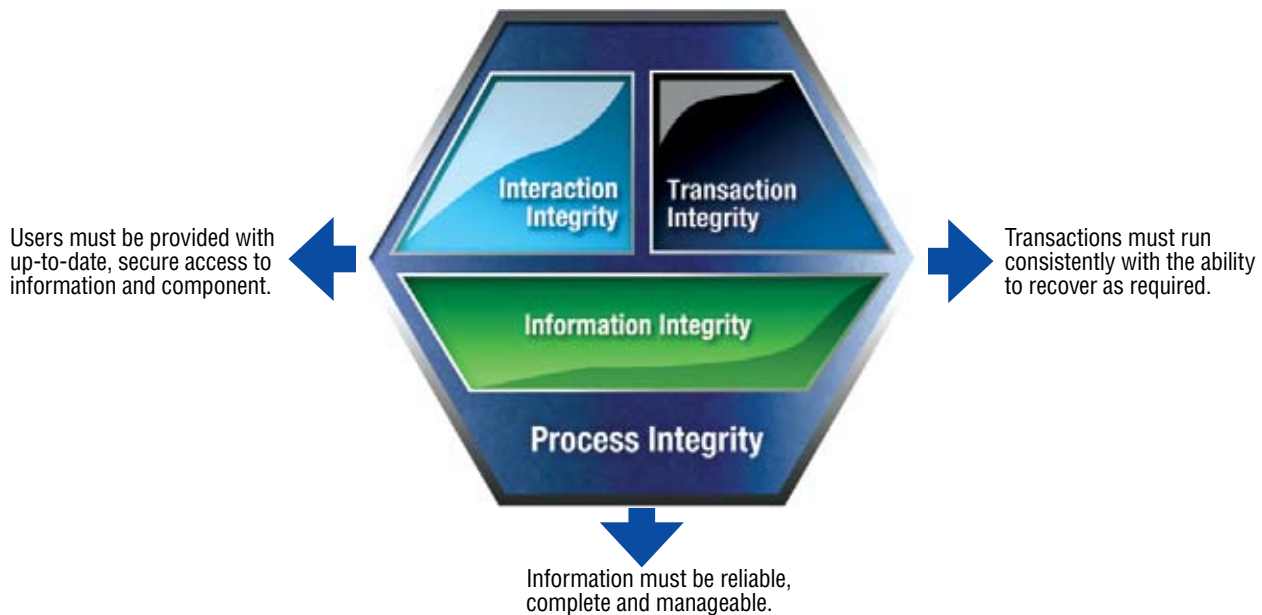 Interaction
Integrity
Transaction
Integrity
Users must be provided with
up-to-date, secure access to
information and component.
Transactions must run
consistently with the ability
to recover as required.
Information Integrity
Process Integrity
Information must be reliable,
complete and manageable.